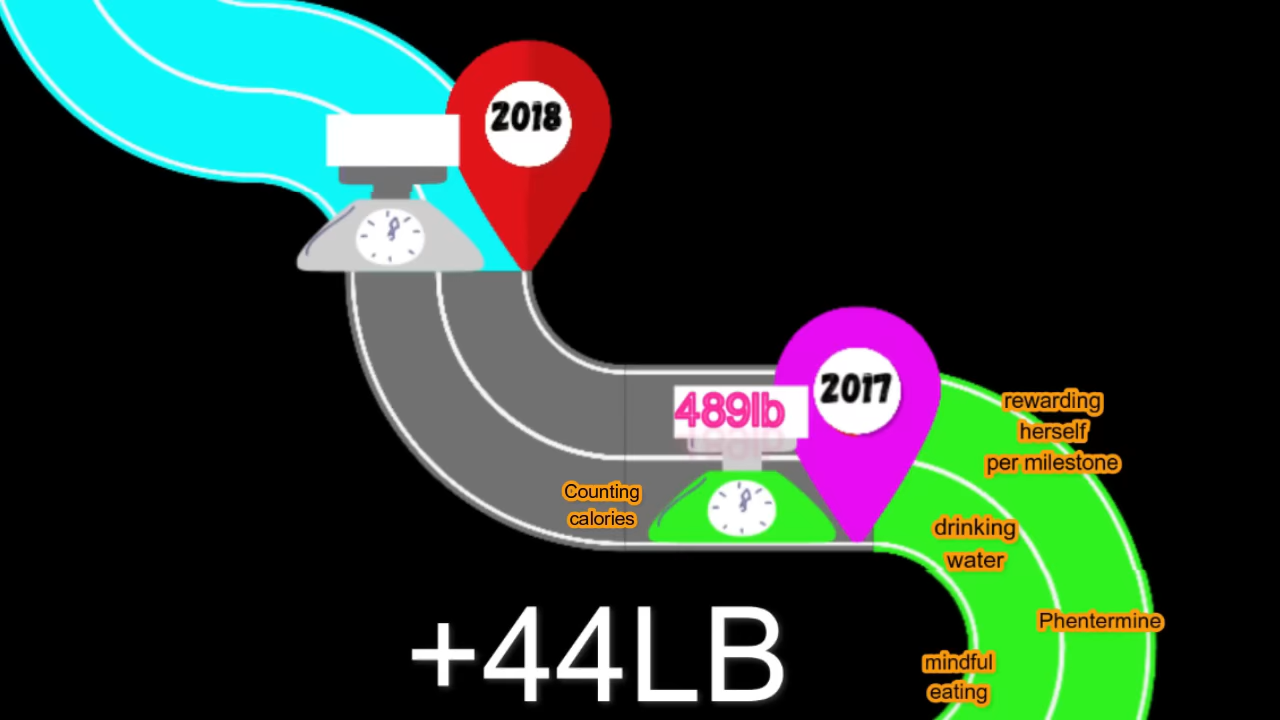 2018
2017
489lb
rewarding
herself
per milestone
Counting
calories
drinking
water
Phentermine
mindful
eating
+44LB